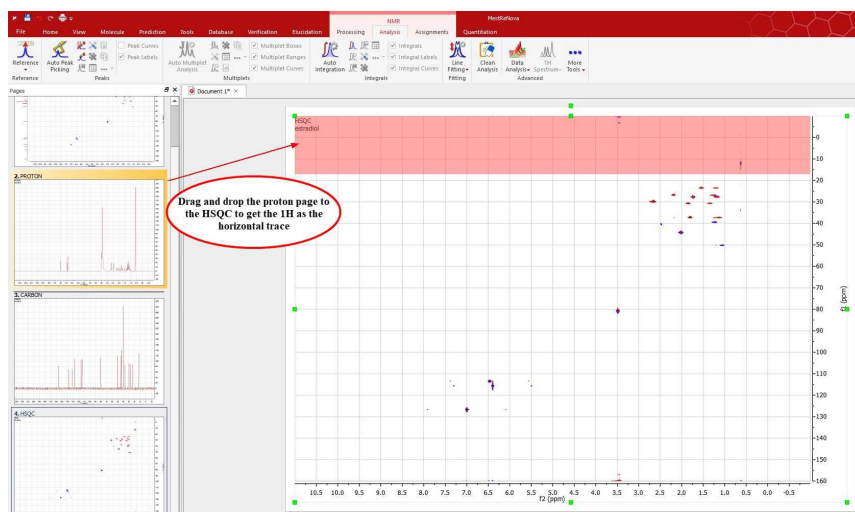 NMR
MestReNova
File Home View Molecule Prediction Tools Database Verification Elucidation Processing Analysis Assignments Quantitation
Reference
Auto Peak Picking
Peak Curves
Peak Labels
Auto Multiplet Analysis
Multiplet Boxes
Multiplet Ranges
Multiplet Curves
Auto Integration
Integrals
Integral Labels
Integral Curves
Line Fitting
Clean Analysis
Data Analysis
1H Spectrum
More Tools
Reference Peaks Multiplets Integrals Fitting Advanced
Pages
Document 1*
HSQC
estradiol
2. PROTON
Drag and drop the proton page to
the HSQC to get the 1H as the
horizontal trace
3. CARBON
4. HSQC
-0
-10
-20
-30
-40
-50
-60
-70
-80
-90
-100
-110
-120
-130
-140
-150
-160
f1 (ppm)
10.5 10.0 9.5 9.0 8.5 8.0 7.5 7.0 6.5 6.0 5.5 5.0 4.5 4.0 3.5 3.0 2.5 2.0 1.5 1.0 0.5 0.0 -0.5
f2 (ppm)